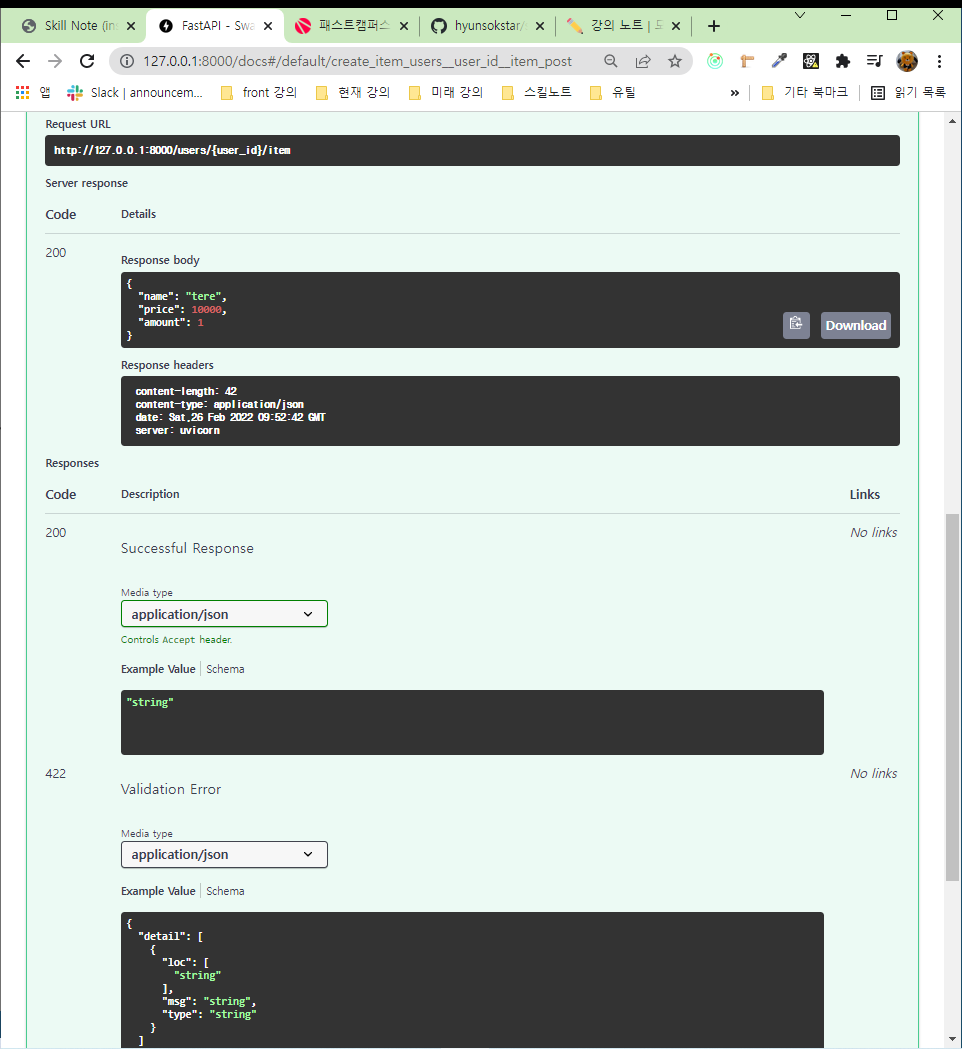 Skill Note (in
FastAPI - Swa
패스트캠퍼스
hyunsokstar/s
강의 노트 |
127.0.0.1:8000/docs#/default/create_item_users__user_id__item_post
앱
Slack | announcem...
front 강의
현재 강의
미래 강의
스킬노트
유틸
»
기타 북마크
읽기 목록
Request URL
http://127.0.0.1:8000/users/{user_id}/item
Server response
Code Details
200
Response body
{
"name": "tere",
"price": 10000,
"amount": 1
}
Download
Response headers
content-length: 42
content-type: application/json
date: Sat,26 Feb 2022 09:52:42 GMT
server: uvicorn
Responses
Code Description Links
200 No links
Successful Response
Media type
application/json
Controls Accept header.
Example Value | Schema
"string"
422 No links
Validation Error
Media type
application/json
Example Value | Schema
{
"detail": [
{
"loc": [
"string"
],
"msg": "string",
"type": "string"
}
]